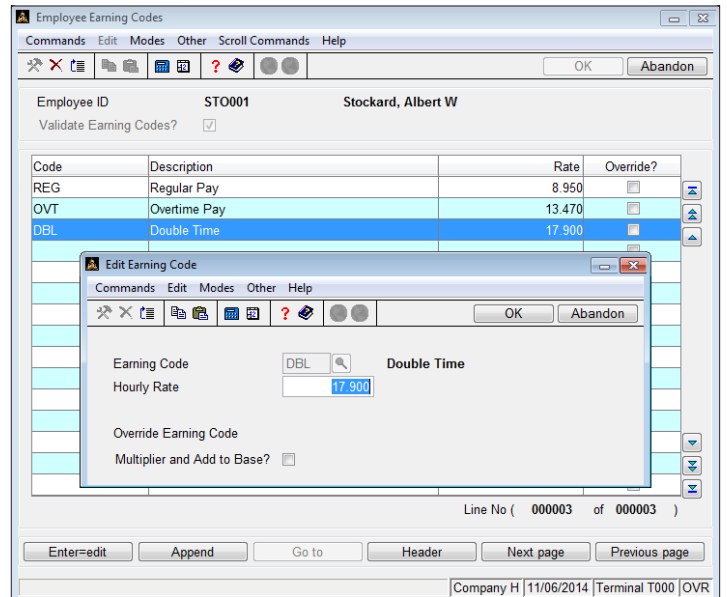 Employee Earning Codes
Commands Edit Modes Other Scroll Commands Help
OK Abandon
Employee ID STO001 Stockard, Albert W
Validate Earning Codes?
Code Description Rate Override?
REG Regular Pay 8.950
OVT Overtime Pay 13.470
DBL Double Time 17.900
Edit Earning Code
Commands Edit Modes Other Help
OK Abandon
Earning Code DBL Double Time
Hourly Rate 17.900
Override Earning Code
Multiplier and Add to Base?
Line No ( 000003 of 000003 )
Enter=edit Append Go to Header Next page Previous page
Company H 11/06/2014 Terminal T000 OVR